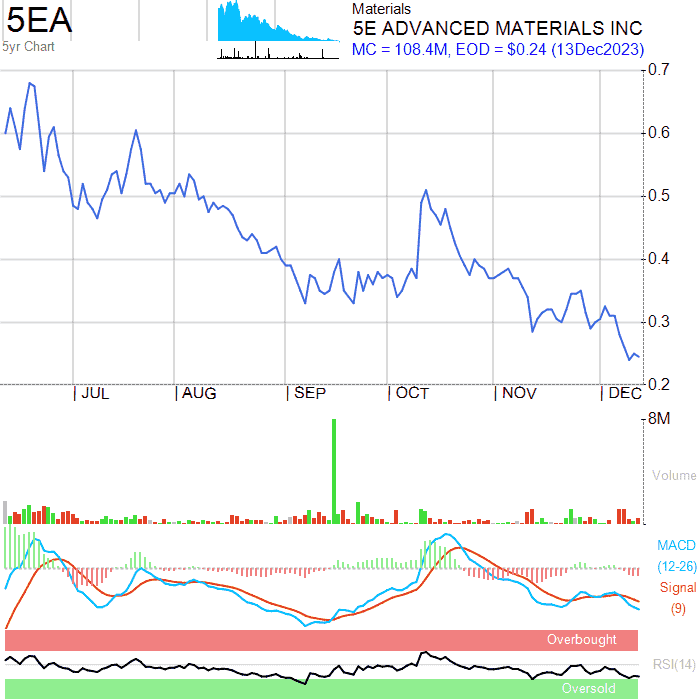 5EA
5yr Chart
Materials
5E ADVANCED MATERIALS INC
MC = 108.4M, EOD = $0.24 (13Dec2023)
0.7
0.6
0.5
0.4
0.3
0.2
JUL
AUG
SEP
OCT
NOV
DEC
8M
Volume
MACD
(12-26)
Signal
(9)
Overbought
RSI(14)
Oversold